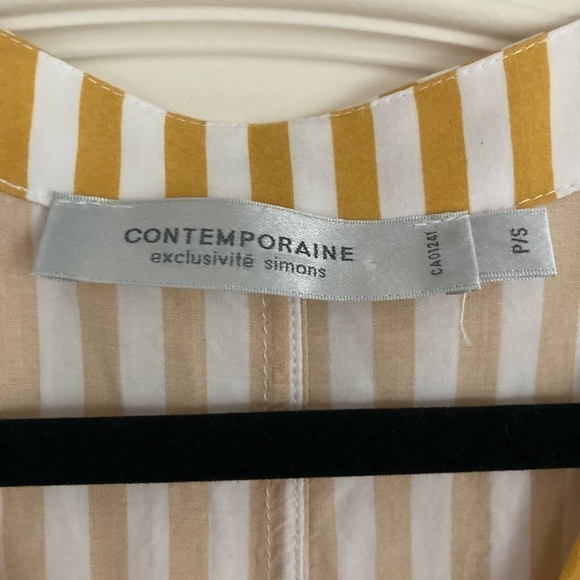 CONTEMPORAINE
exclusivité simons
CA01241
P/S